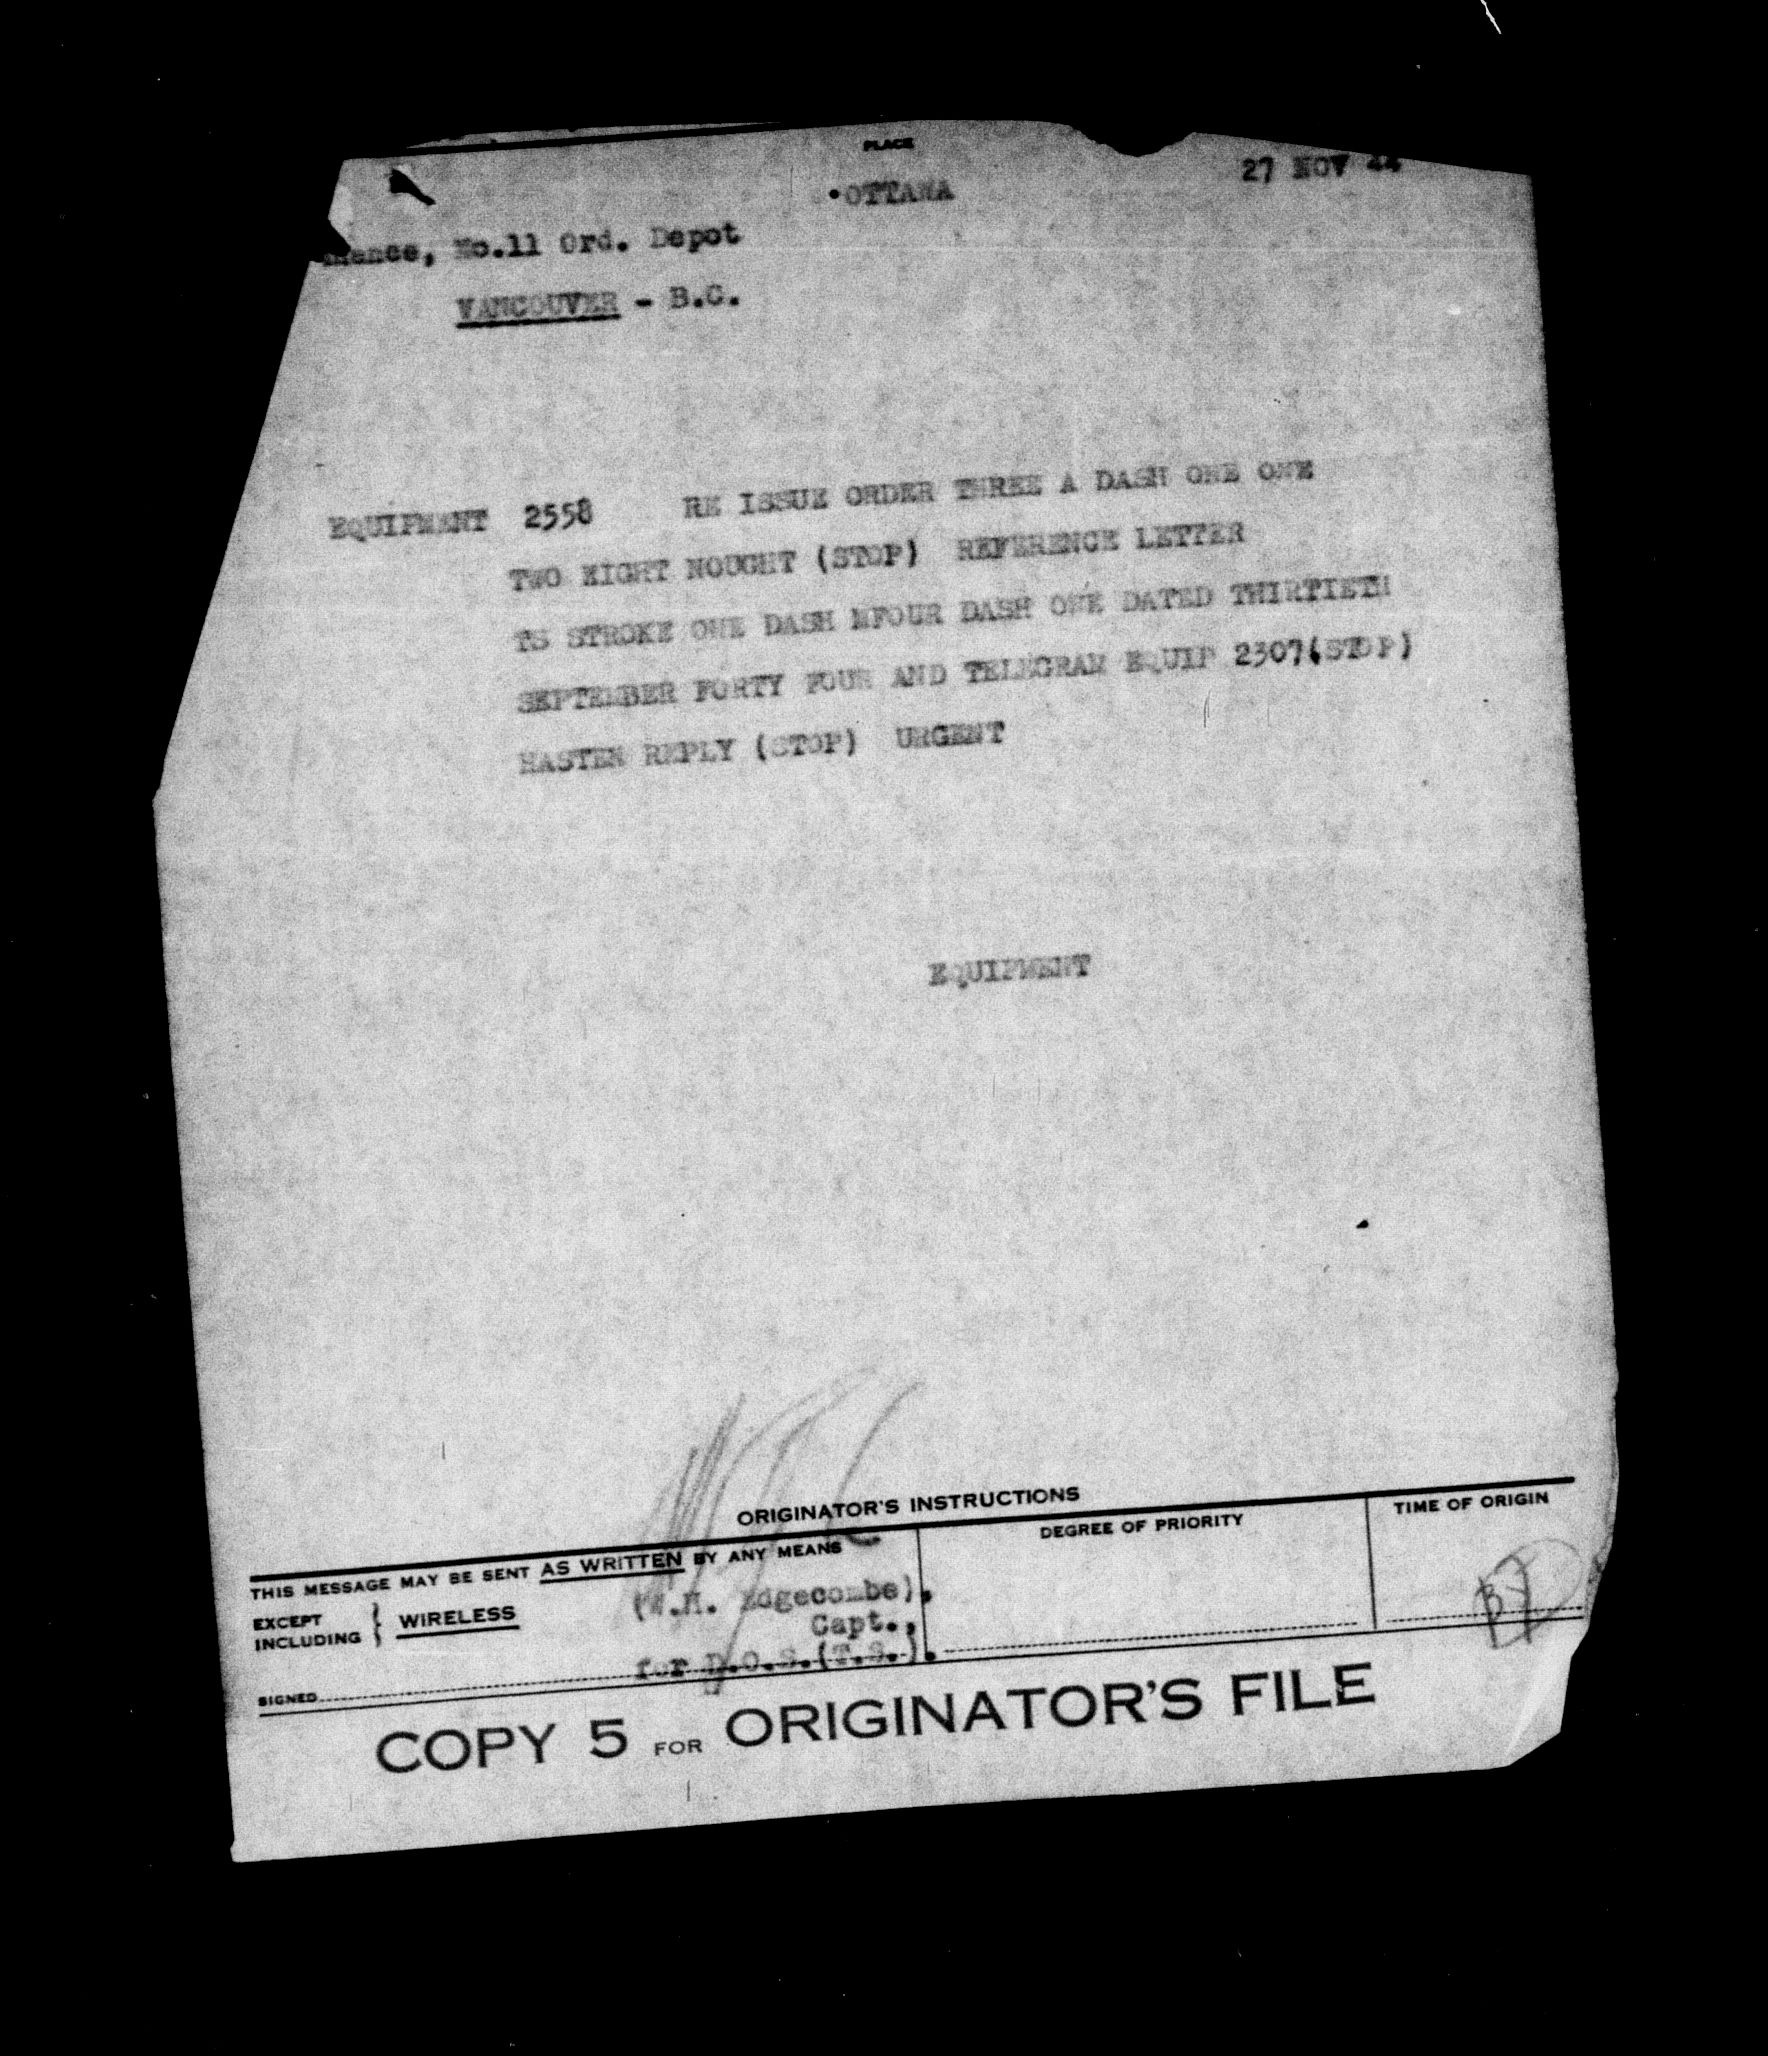 PLACE
OTTAWA
27 NOV 44
No.11 Ord. Depot
VANCOUVER - B.C.
EQUIPMENT 2558 RE ISSUE ORDER THREE A DASH ONE ONE
TWO EIGHT NOUGHT (STOP) REFERENCE LETTER
TS STROKE ONE DASH MFOUR DASH ONE DATED THIRTIETH
SEPTEMBER FORTY FOUR AND TELEGRAM EQUIP 2307(STOP)
HASTEN REPLY (STOP) URGENT
EQUIPMENT
ORIGINATOR'S INSTRUCTIONS
DEGREE OF PRIORITY
TIME OF ORIGIN
THIS MESSAGE MAY BE SENT AS WRITTEN BY ANY MEANS
EXCEPT
INCLUDING } WIRELESS
(W.H. Edgecombe),
Capt.,
for D.O.S.(T.S.).
SIGNED
COPY 5 FOR ORIGINATOR'S FILE